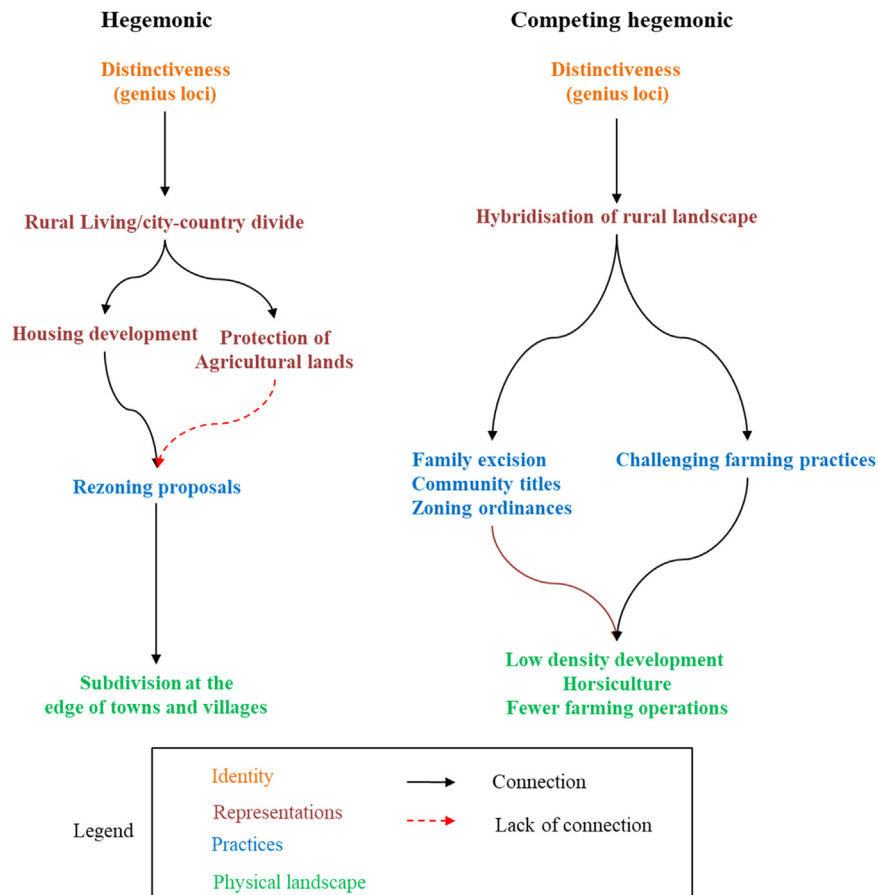 Hegemonic
Distinctiveness
(genius loci)
Rural Living/city-country divide
Housing development
Protection of
Agricultural lands
Rezoning proposals
Subdivision at the
edge of towns and villages
Competing hegemonic
Distinctiveness
(genius loci)
Hybridisation of rural landscape
Family excision
Community titles
Zoning ordinances
Challenging farming practices
Low density development
Horsiculture
Fewer farming operations
Legend
Identity
Representations
Practices
Physical landscape
Connection
Lack of connection